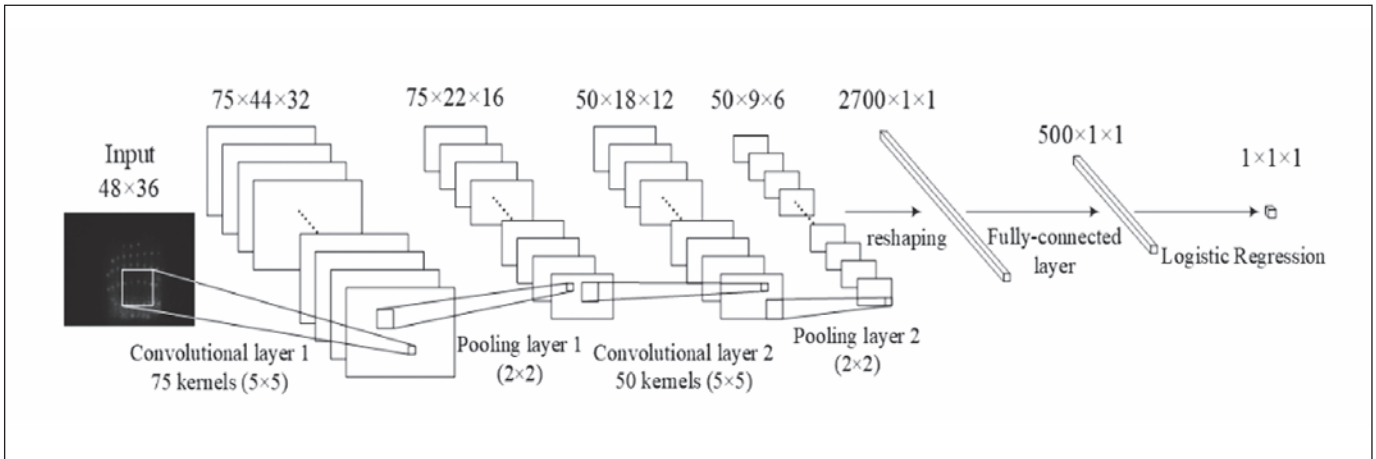 75×44×32
75×22×16
50×18×12
50×9×6
2700×1×1
500×1×1
1×1×1
Input
48×36
reshaping
Fully-connected
layer
Logistic Regression
Convolutional layer 1
75 kernels (5×5)
Pooling layer 1
(2×2)
Convolutional layer 2
50 kernels (5×5)
Pooling layer 2
(2×2)